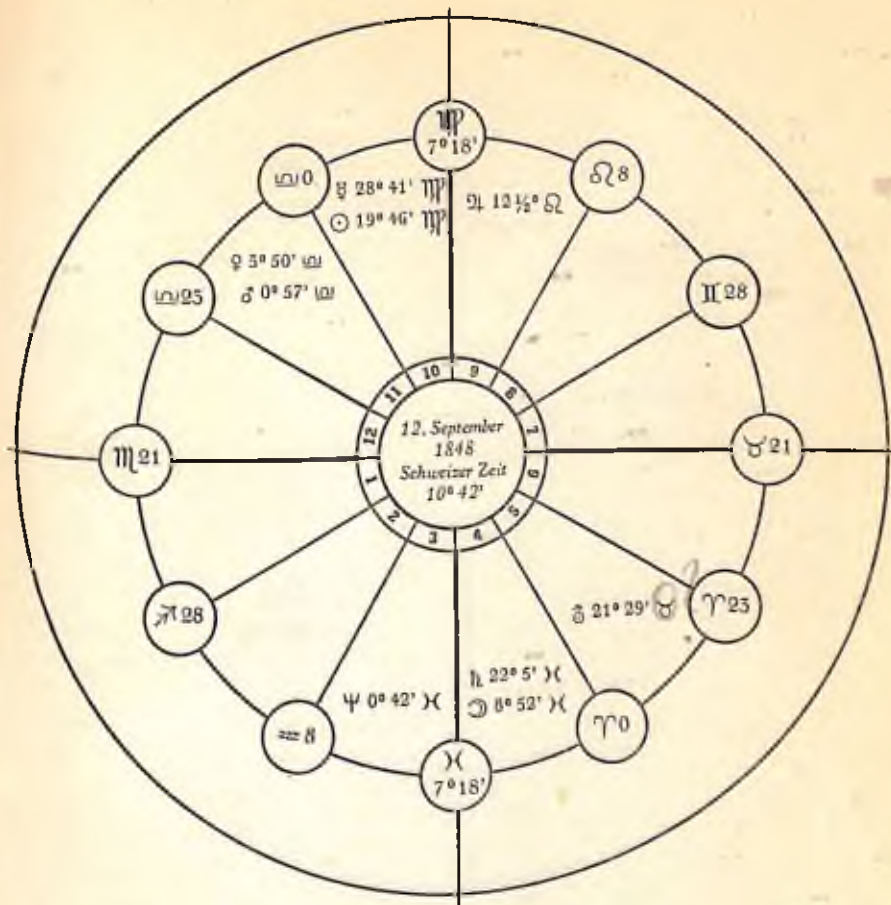 ♍
7° 18'
♎0
♌8
☿ 28° 41' ♍
☉ 19° 46' ♍
♃ 12½° ♌
♀ 5° 50' ♎
♂ 0° 57' ♎
♎25
♊28
10
9
11
8
12
7
12. September
1848
Schweizer Zeit
10° 42'
♏21
♉21
1
6
2
5
3
4
♐28
♅ 21° 29' ♉
♈23
♆ 0° 42' ♓
♄ 22° 5' ♓
☽ 8° 52' ♓
♒8
♈0
♓
7° 18'